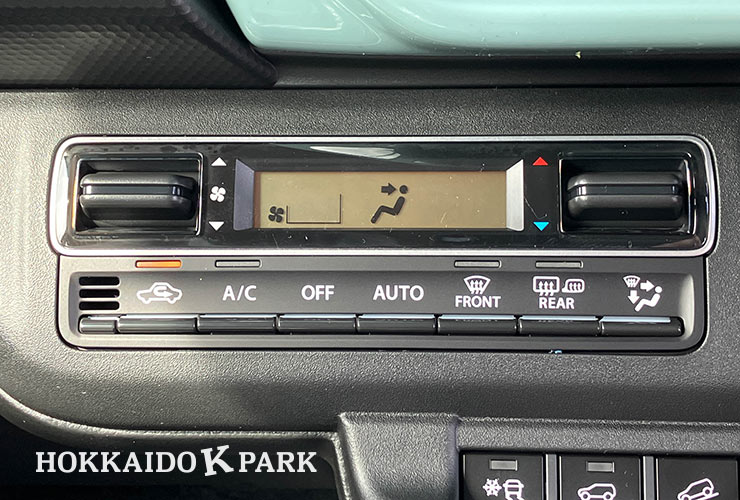 A/C OFF AUTO FRONT REAR
HOKKAIDO K PARK